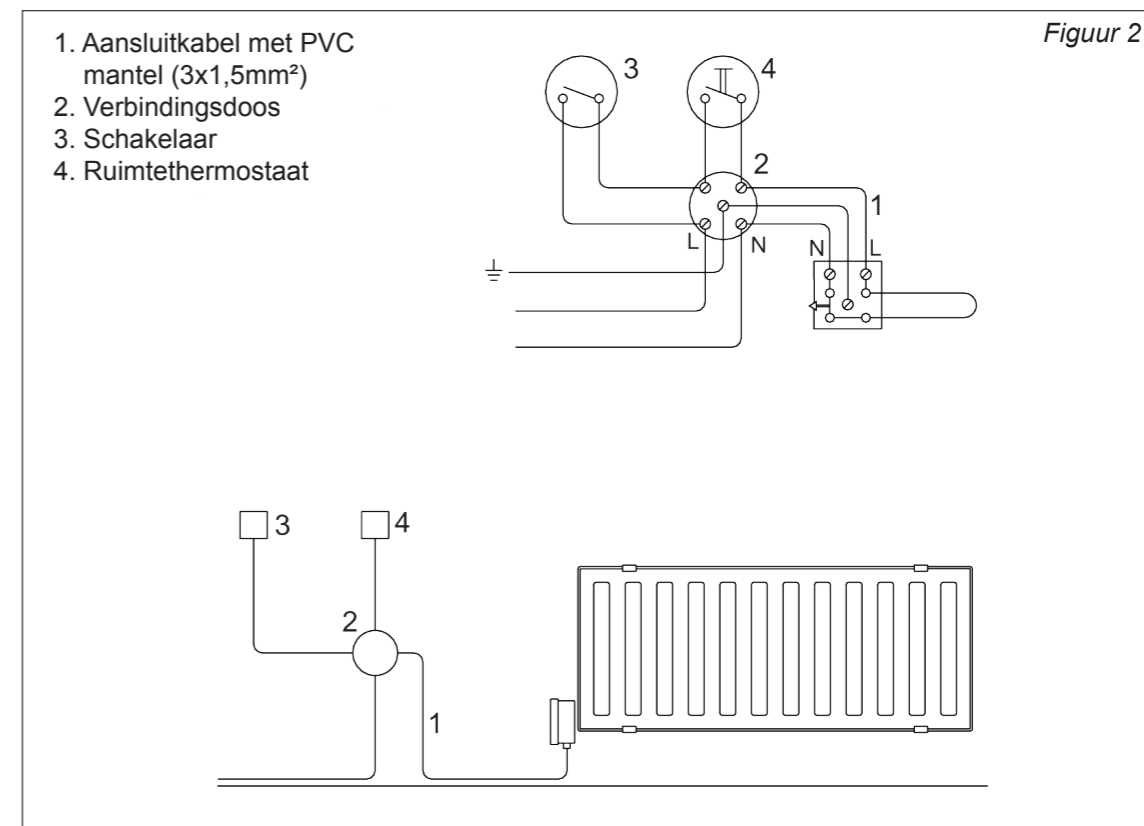 Figuur 2
1. Aansluitkabel met PVC
mantel (3x1,5mm²)
2. Verbindingsdoos
3. Schakelaar
4. Ruimtethermostaat
3
4
2
1
L
N
N
L
3
4
2
1